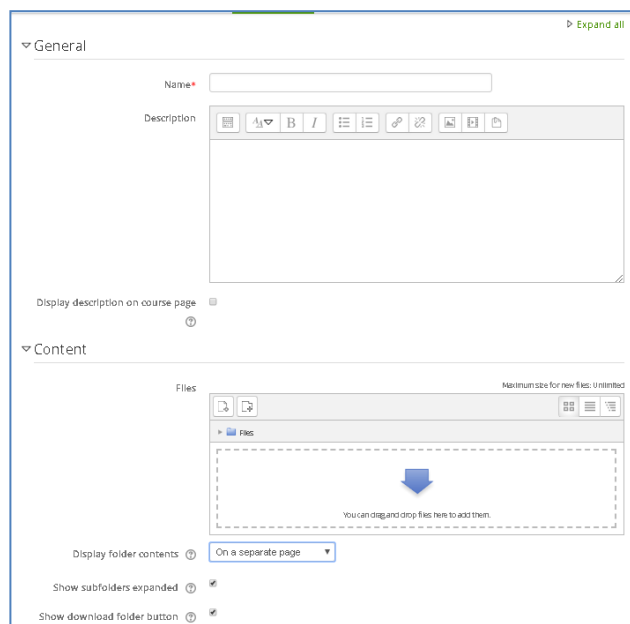 Expand all
General
Name*
Description
B I
Display description on course page
Content
Files
Maximum size for new files: Unlimited
Files
You can drag and drop files here to add them.
Display folder contents On a separate page
Show subfolders expanded
Show download folder button